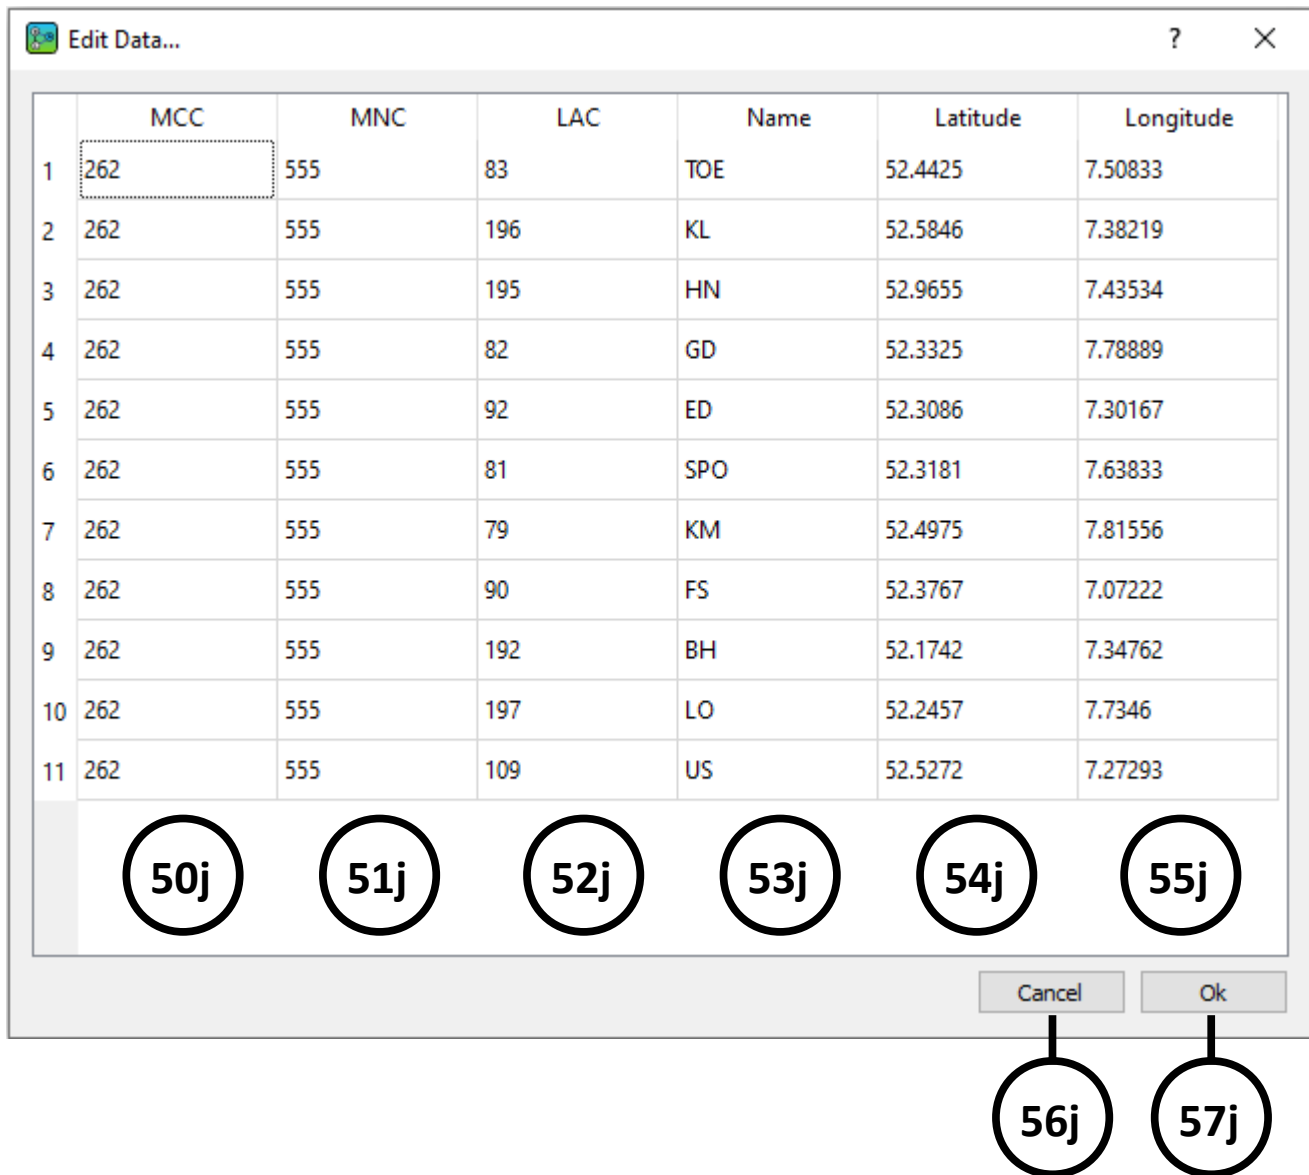 Edit Data... ?
MCC MNC LAC Name Latitude Longitude
1 262 555 83 TOE 52.4425 7.50833
2 262 555 196 KL 52.5846 7.38219
3 262 555 195 HN 52.9655 7.43534
4 262 555 82 GD 52.3325 7.78889
5 262 555 92 ED 52.3086 7.30167
6 262 555 81 SPO 52.3181 7.63833
7 262 555 79 KM 52.4975 7.81556
8 262 555 90 FS 52.3767 7.07222
9 262 555 192 BH 52.1742 7.34762
10 262 555 197 LO 52.2457 7.7346
11 262 555 109 US 52.5272 7.27293
50j 51j 52j 53j 54j 55j
Cancel Ok
56j 57j